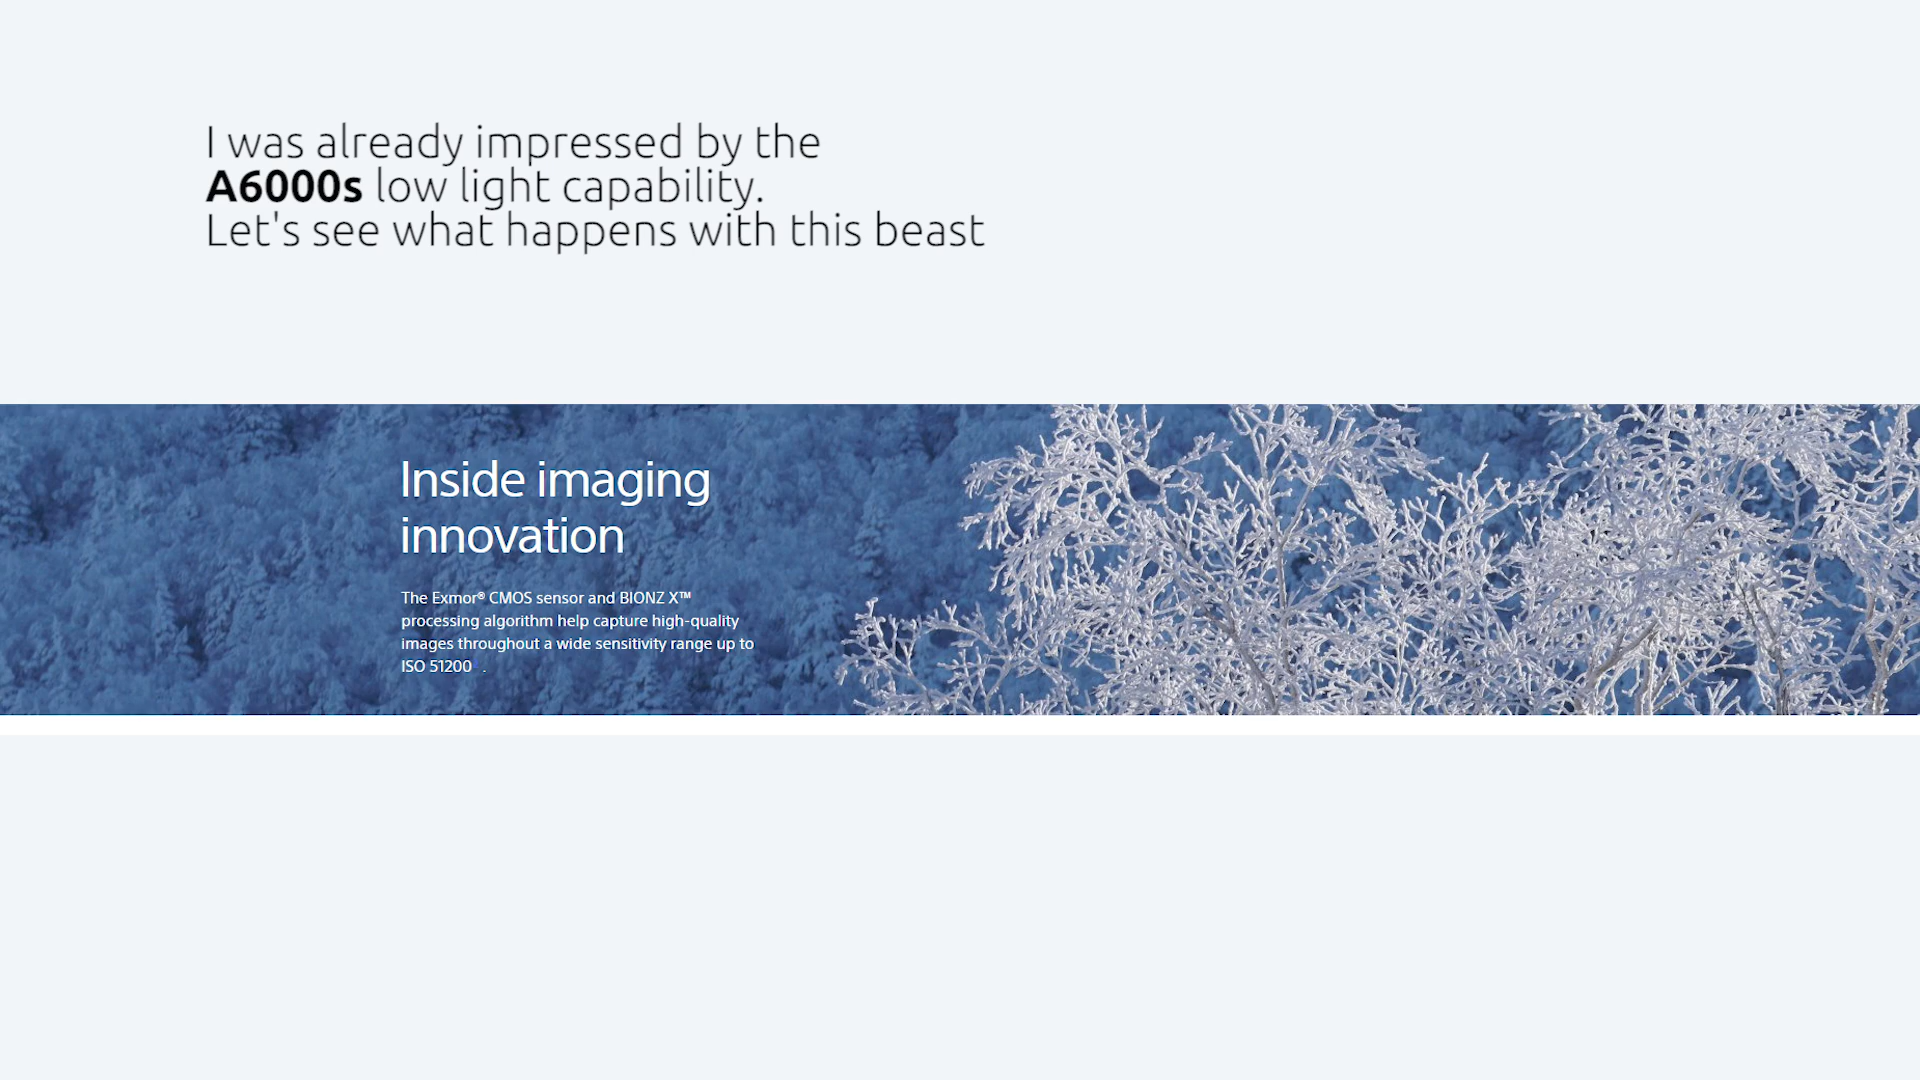 I was already impressed by the
A6000s low light capability.
Let's see what happens with this beast
Inside imaging
innovation
The Exmor® CMOS sensor and BIONZ X™
processing algorithm help capture high-quality
images throughout a wide sensitivity range up to
ISO 51200 .